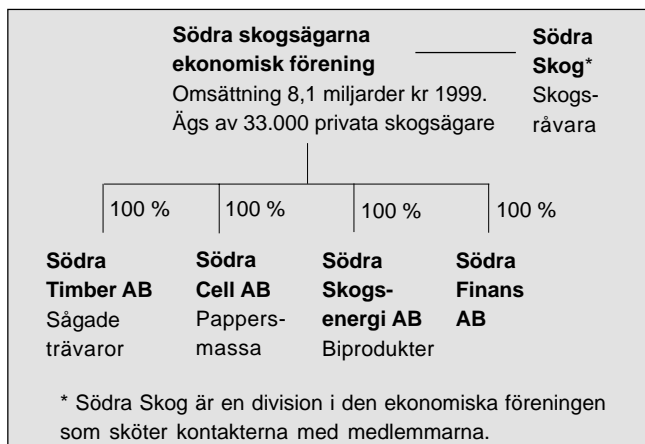 Södra skogsägarna
ekonomisk förening
Omsättning 8,1 miljarder kr 1999.
Ägs av 33.000 privata skogsägare
Södra
Skog*
Skogs-
råvara
100 %
100 %
100 %
100 %
Södra
Timber AB
Sågade
trävaror
Södra
Cell AB
Pappers-
massa
Södra
Skogs-
energi AB
Biprodukter
Södra
Finans
AB
* Södra Skog är en division i den ekonomiska föreningen
som sköter kontakterna med medlemmarna.